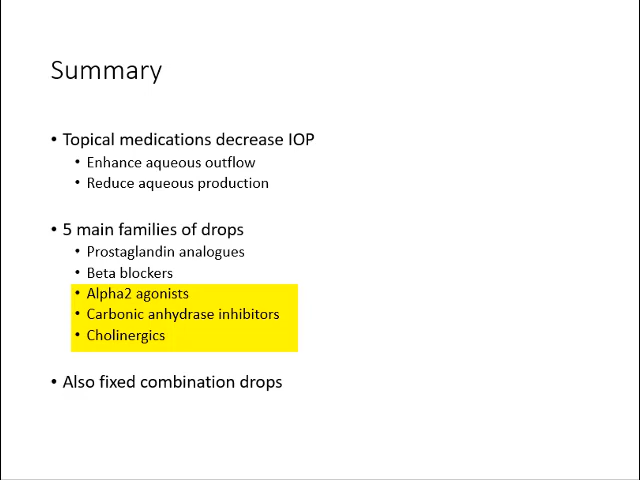 Summary
• Topical medications decrease IOP
• Enhance aqueous outflow
• Reduce aqueous production
• 5 main families of drops
• Prostaglandin analogues
• Beta blockers
• Alpha2 agonists
• Carbonic anhydrase inhibitors
• Cholinergics
• Also fixed combination drops